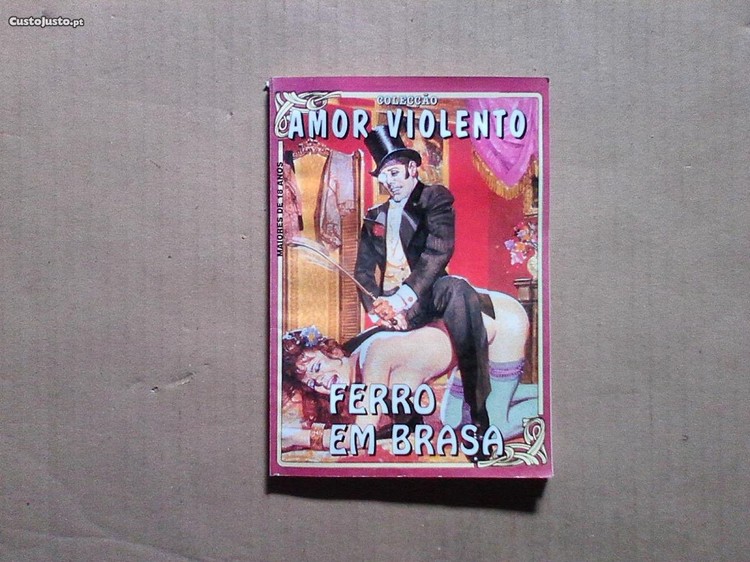 CustoJusto.pt
COLECÇÃO
AMOR VIOLENTO
MAIORES DE 18 ANOS
FERRO
EM BRASA